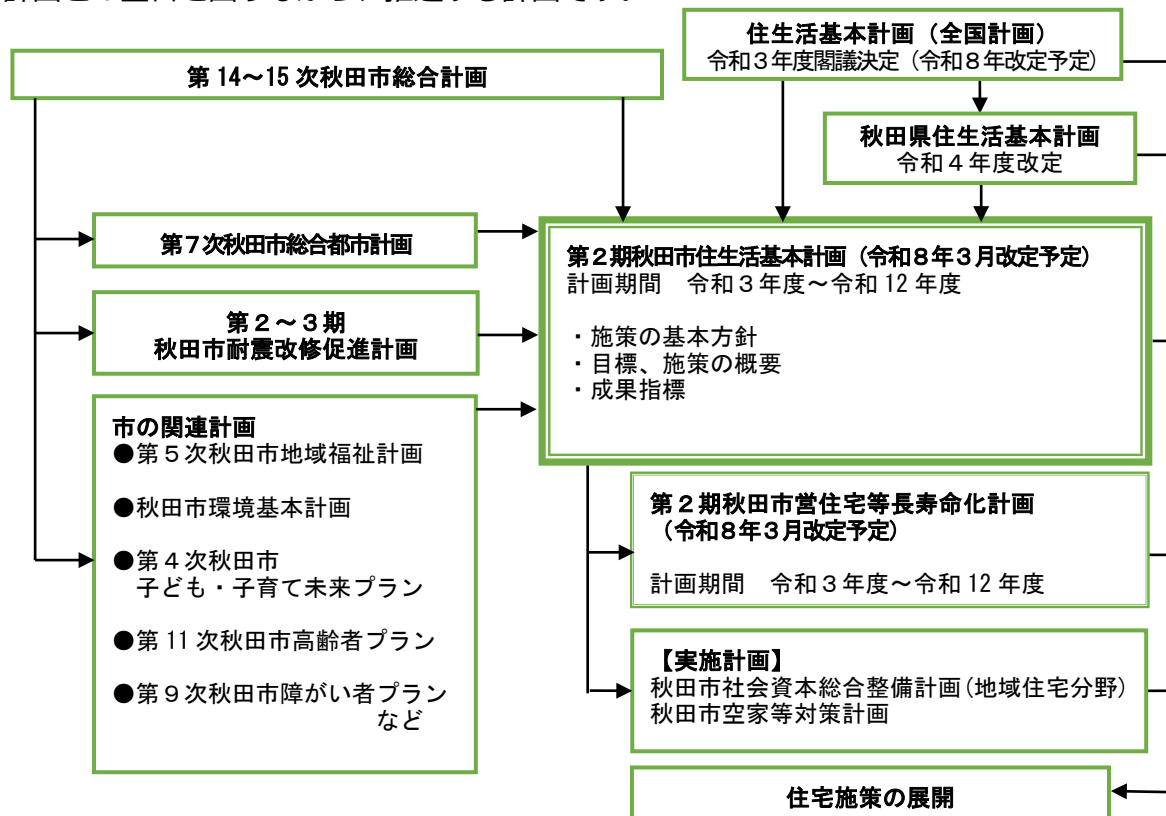 住生活基本計画（全国計画）
令和３年度閣議決定（令和８年改定予定）
第 14～15 次秋田市総合計画
秋田県住生活基本計画
令和４年度改定
第７次秋田市総合都市計画
第２～３期
秋田市耐震改修促進計画
市の関連計画
●第５次秋田市地域福祉計画
●秋田市環境基本計画
●第４次秋田市
子ども・子育て未来プラン
●第 11 次秋田市高齢者プラン
●第９次秋田市障がい者プラン
など
第２期秋田市住生活基本計画（令和８年３月改定予定）
計画期間　令和３年度～令和 12 年度
・施策の基本方針
・目標、施策の概要
・成果指標
第２期秋田市営住宅等長寿命化計画
（令和８年３月改定予定）
計画期間　令和３年度～令和 12 年度
【実施計画】
秋田市社会資本総合整備計画（地域住宅分野）
秋田市空家等対策計画
住宅施策の展開